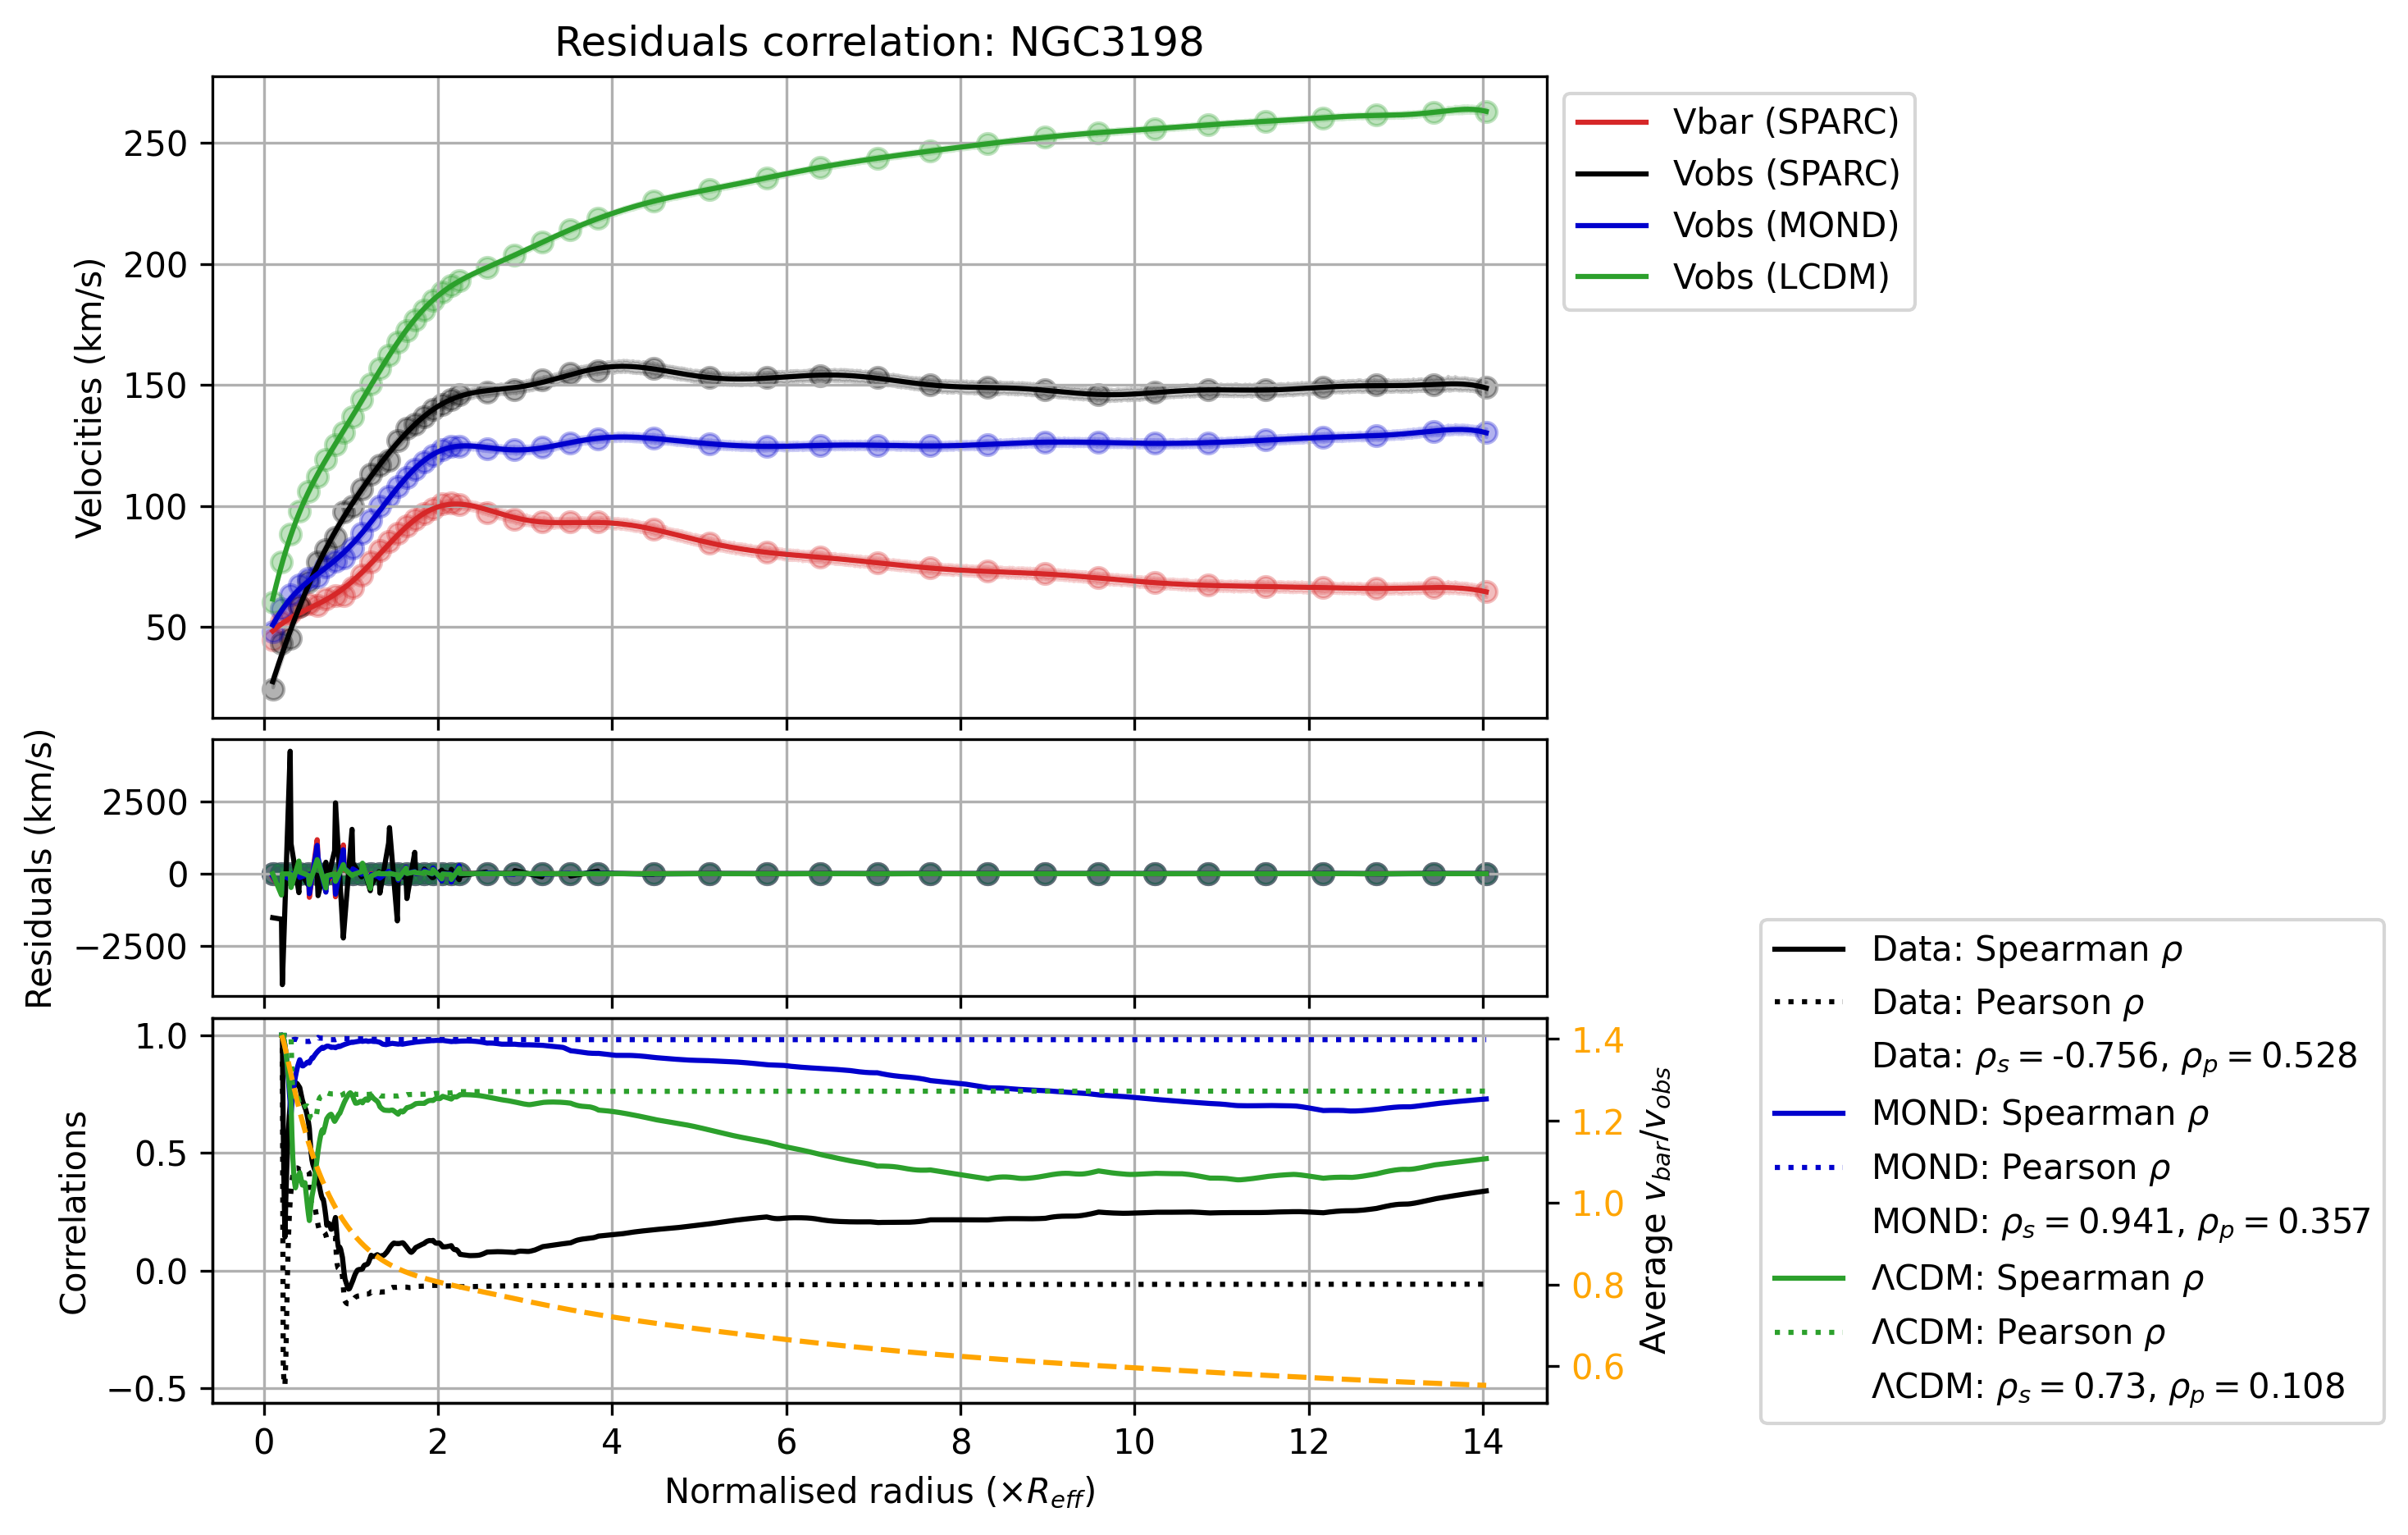 Residuals correlation: NGC3198
Velocities (km/s)
250
200
150
100
50
Vbar (SPARC)
Vobs (SPARC)
Vobs (MOND)
Vobs (LCDM)
Residuals (km/s)
2500
0
−2500
Correlations
1.0
0.5
0.0
−0.5
1.4
1.2
1.0
0.8
0.6
Average v_bar/v_obs
0 2 4 6 8 10 12 14
Normalised radius (×R_eff)
Data: Spearman ρ
Data: Pearson ρ
Data: ρ_s = -0.756, ρ_p = 0.528
MOND: Spearman ρ
MOND: Pearson ρ
MOND: ρ_s = 0.941, ρ_p = 0.357
ΛCDM: Spearman ρ
ΛCDM: Pearson ρ
ΛCDM: ρ_s = 0.73, ρ_p = 0.108